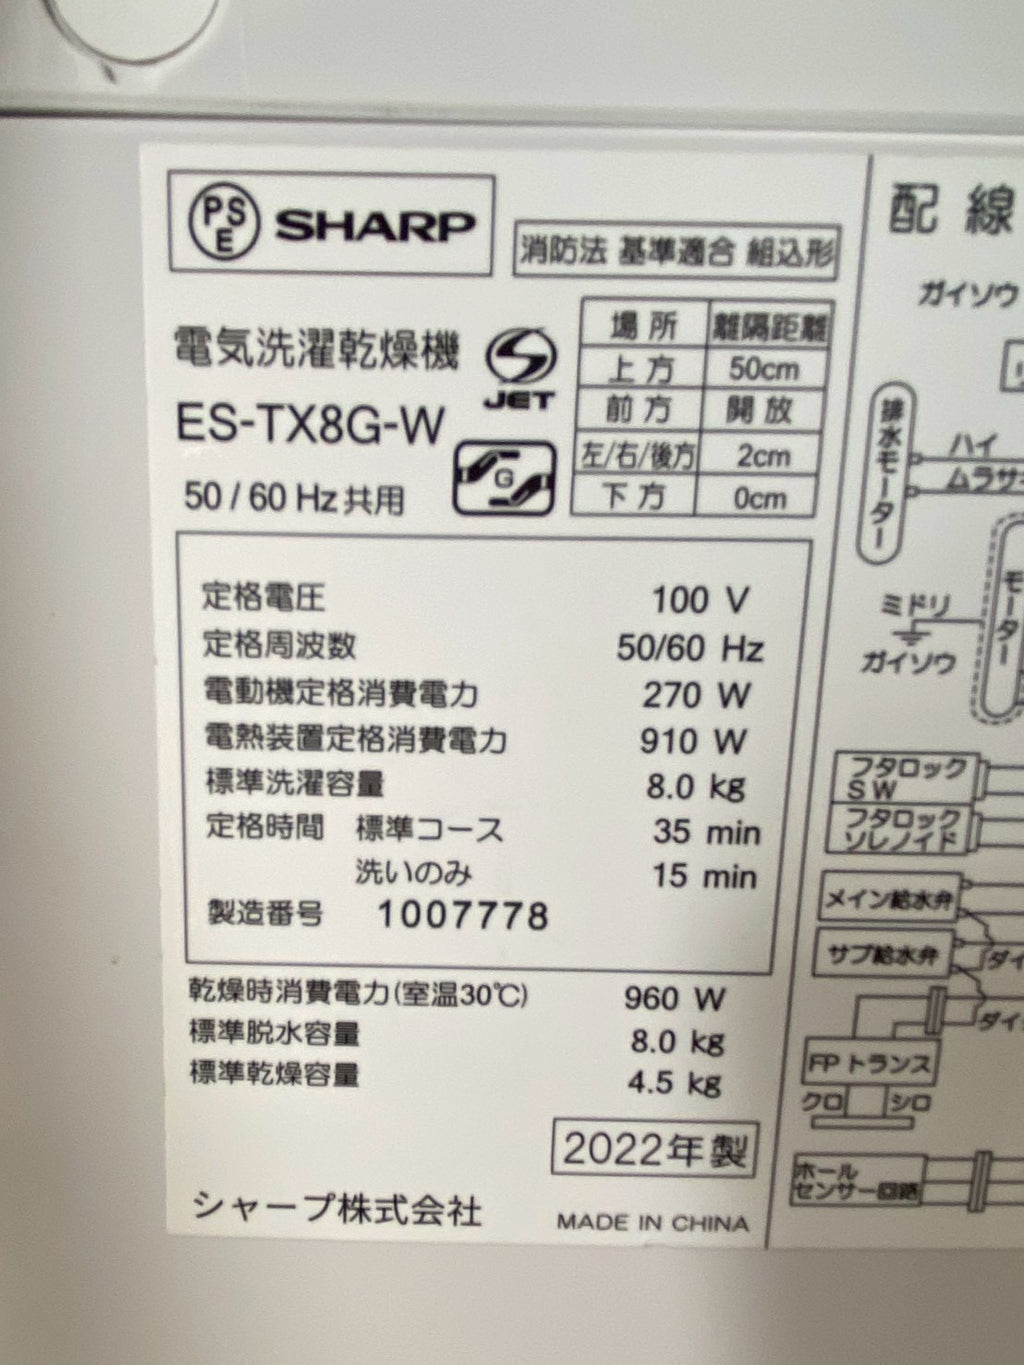 PSE SHARP
消防法 基準適合 組込形
電気洗濯乾燥機
JET
ES-TX8G-W
G
50 / 60 Hz 共用
場所 離隔距離
上方 50cm
前方 開放
左/右/後方 2cm
下方 0cm
定格電圧 100 V
定格周波数 50/60 Hz
電動機定格消費電力 270 W
電熱装置定格消費電力 910 W
標準洗濯容量 8.0 kg
定格時間 標準コース 35 min
洗いのみ 15 min
製造番号 1007778
乾燥時消費電力(室温30℃) 960 W
標準脱水容量 8.0 kg
標準乾燥容量 4.5 kg
2022年製
シャープ株式会社
MADE IN CHINA
配線
ガイソウ
排水モーター
ハイ
ムラサキ
モーター
ミドリ
ガイソウ
フタロック
SW
フタロック
ソレノイド
メイン給水弁
サブ給水弁
ダイ
ダイ
FPトランス
クロ シロ
ホール
センサー回路